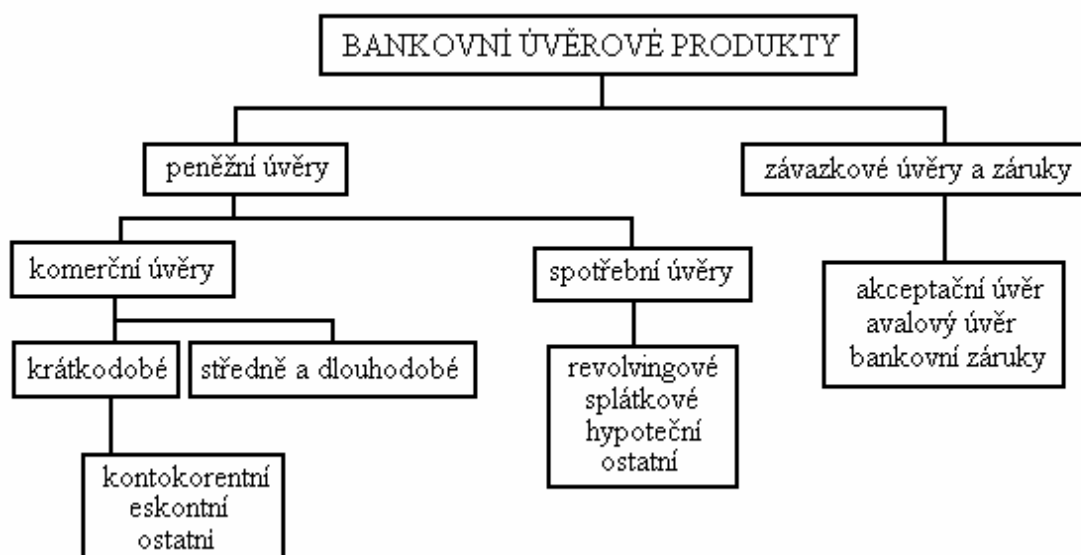 BANKOVNÍ ÚVĚROVÉ PRODUKTY
peněžní úvěry
závazkové úvěry a záruky
komerční úvěry
spotřební úvěry
akceptační úvěr
avalový úvěr
bankovní záruky
krátkodobé
středně a dlouhodobé
revolvingové
splátkové
hypoteční
ostatní
kontokorentní
eskontní
ostatni